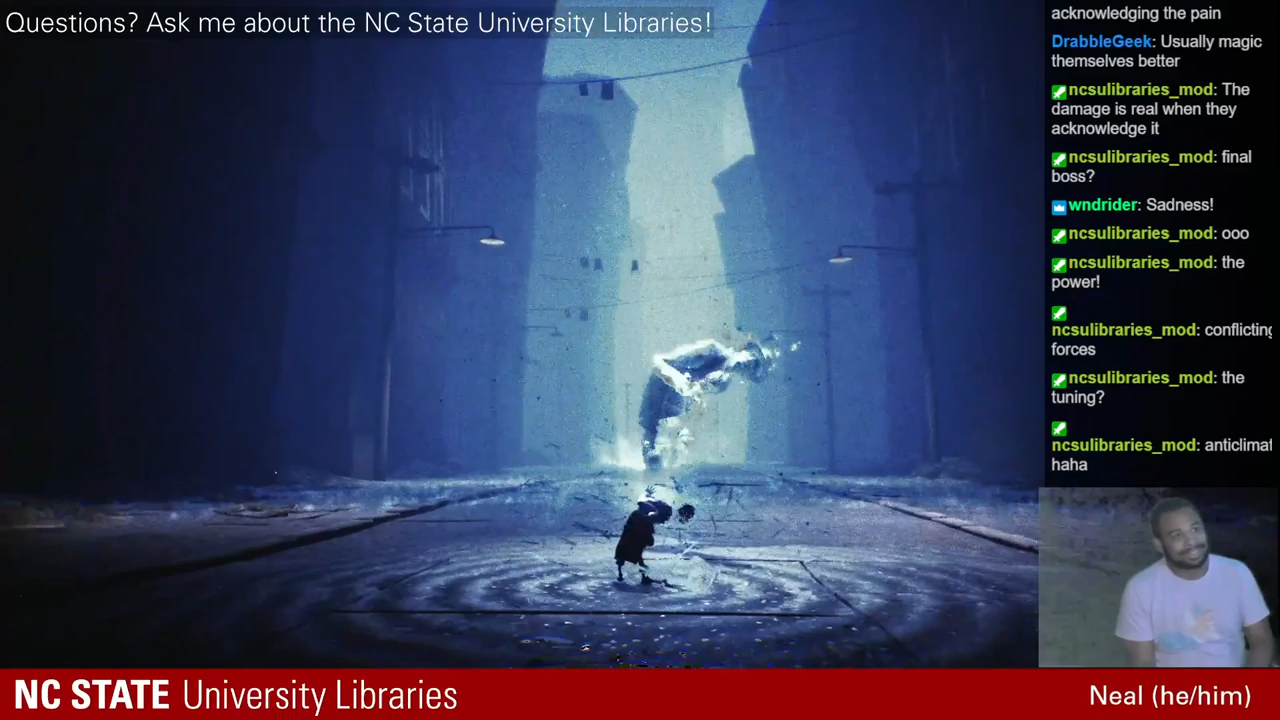 Questions? Ask me about the NC State University Libraries!
acknowledging the pain
DrabbleGeek: Usually magic
themselves better
ncsulibraries_mod: The
damage is real when they
acknowledge it
ncsulibraries_mod: final
boss?
wndrider: Sadness!
ncsulibraries_mod: ooo
ncsulibraries_mod: the
power!
ncsulibraries_mod: conflicting
forces
ncsulibraries_mod: the
tuning?
ncsulibraries_mod: anticlimat
haha
NC STATE University Libraries
Neal (he/him)